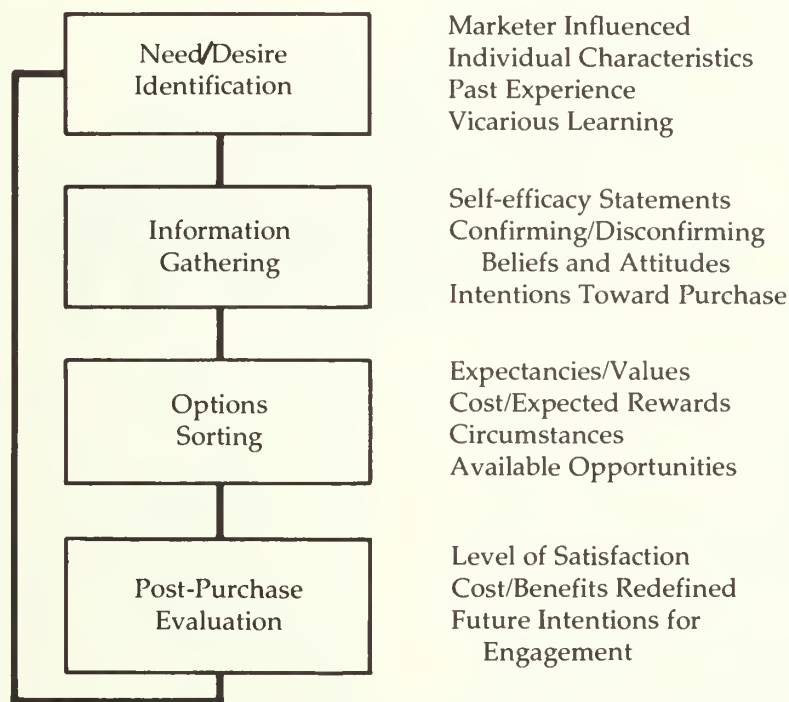 Need/Desire
Identification
Marketer Influenced
Individual Characteristics
Past Experience
Vicarious Learning
Information
Gathering
Self-efficacy Statements
Confirming/Disconfirming
Beliefs and Attitudes
Intentions Toward Purchase
Options
Sorting
Expectancies/Values
Cost/Expected Rewards
Circumstances
Available Opportunities
Post-Purchase
Evaluation
Level of Satisfaction
Cost/Benefits Redefined
Future Intentions for
Engagement